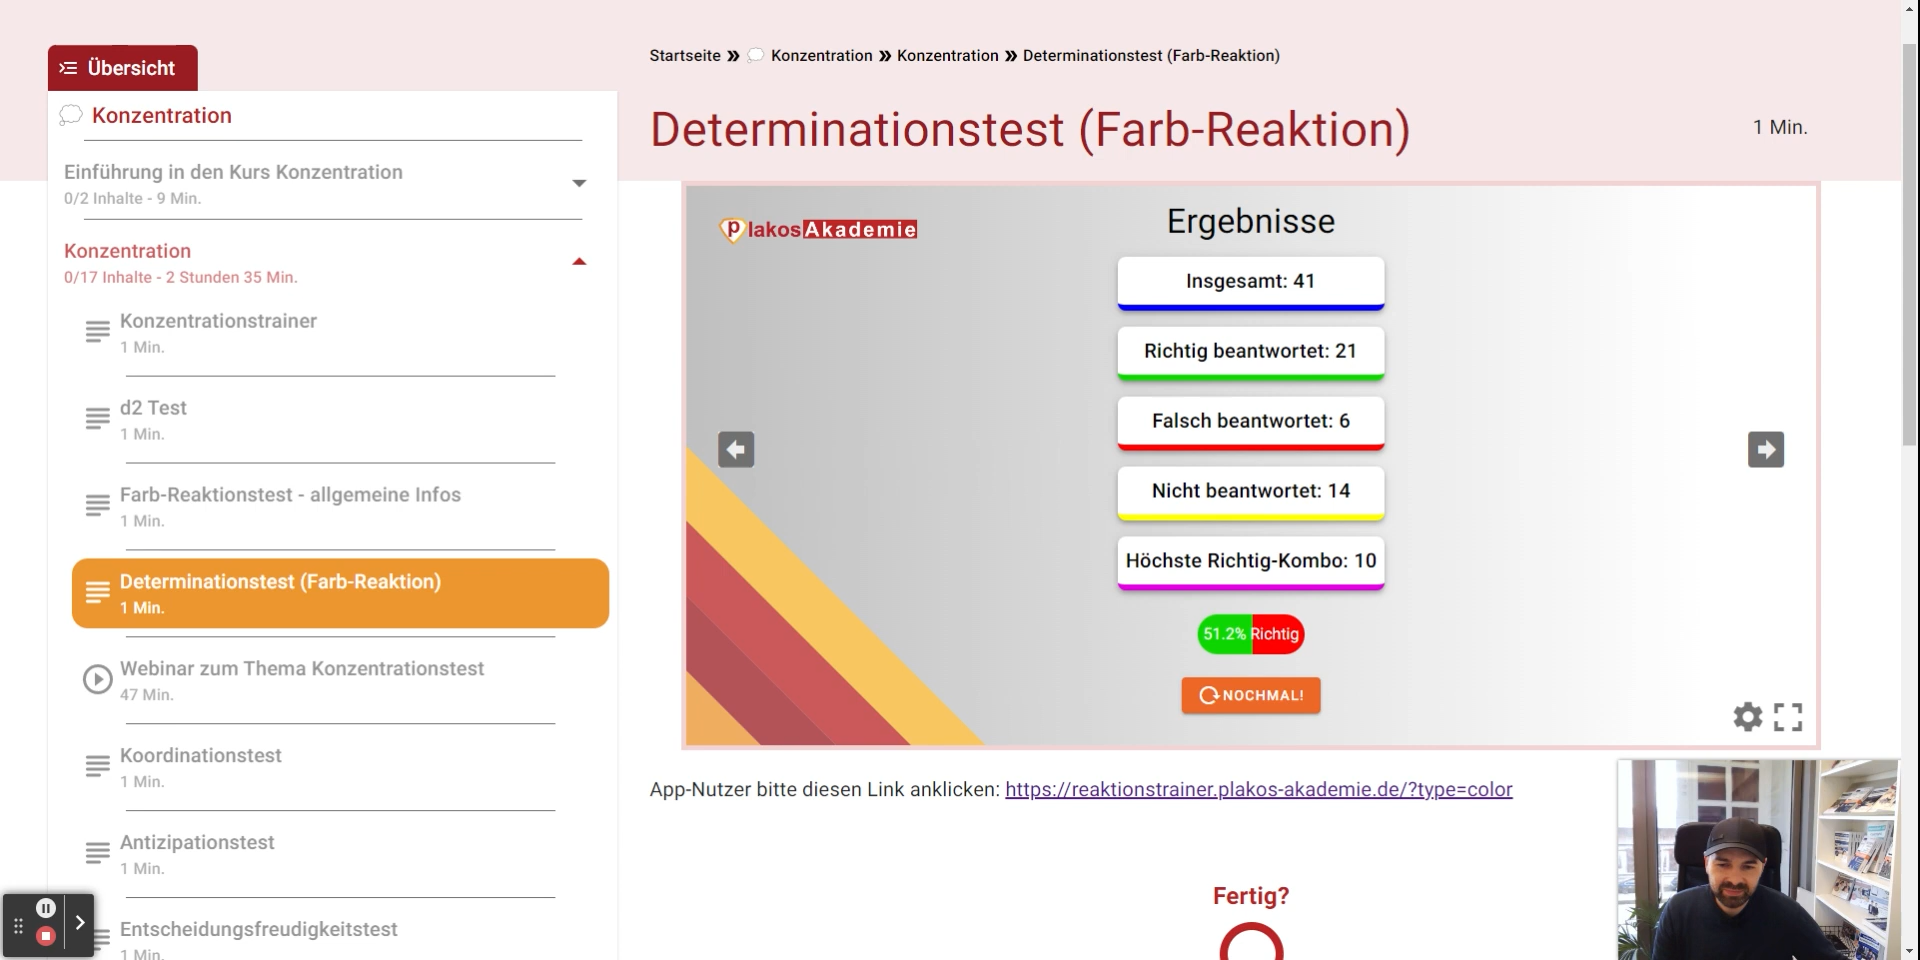 Übersicht
Konzentration
Einführung in den Kurs Konzentration
0/2 Inhalte - 9 Min.
Konzentration
0/17 Inhalte - 2 Stunden 35 Min.
Konzentrationstrainer
1 Min.
d2 Test
1 Min.
Farb-Reaktionstest - allgemeine Infos
1 Min.
Determinationstest (Farb-Reaktion)
1 Min.
Webinar zum Thema Konzentrationstest
47 Min.
Koordinationstest
1 Min.
Antizipationstest
1 Min.
Entscheidungsfreudigkeitstest
1 Min.
Startseite » Konzentration » Konzentration » Determinationstest (Farb-Reaktion)
Determinationstest (Farb-Reaktion)
1 Min.
plakosAkademie
Ergebnisse
Insgesamt: 41
Richtig beantwortet: 21
Falsch beantwortet: 6
Nicht beantwortet: 14
Höchste Richtig-Kombo: 10
51.2% Richtig
NOCHMAL!
App-Nutzer bitte diesen Link anklicken: https://reaktionstrainer.plakos-akademie.de/?type=color
Fertig?